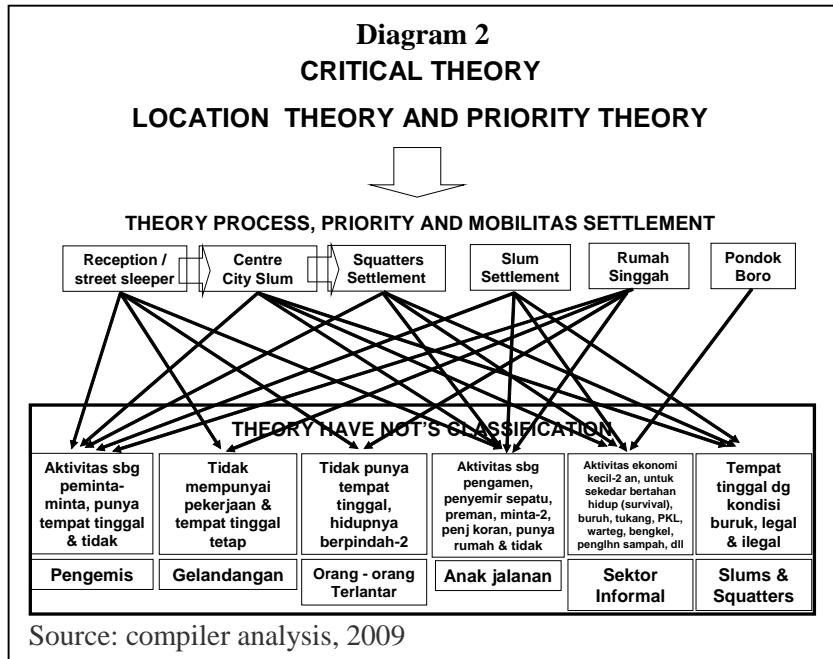 Diagram 2
CRITICAL THEORY
LOCATION THEORY AND PRIORITY THEORY
THEORY PROCESS, PRIORITY AND MOBILITAS SETTLEMENT
Reception /
street sleeper
Centre
City Slum
Squatters
Settlement
Slum
Settlement
Rumah
Singgah
Pondok
Boro
THEORY HAVE NOT'S CLASSIFICATION
Aktivitas sbg
peminta-
minta, punya
tempat tinggal
& tidak
Tidak
mempunyai
pekerjaan &
tempat tinggal
tetap
Tidak punya
tempat
tinggal,
hidupnya
berpindah-2
Aktivitas sbg
pengamen,
penyemir sepatu,
preman, minta-2,
penj koran, punya
rumah & tidak
Aktivitas ekonomi
kecil-2 an, untuk
sekedar bertahan
hidup (survival),
buruh, tukang, PKL,
warteg, bengkel,
penglhn sampah, dll
Tempat
tinggal dg
kondisi
buruk, legal
& ilegal
Pengemis
Gelandangan
Orang - orang
Terlantar
Anak jalanan
Sektor
Informal
Slums &
Squatters
Source: compiler analysis, 2009